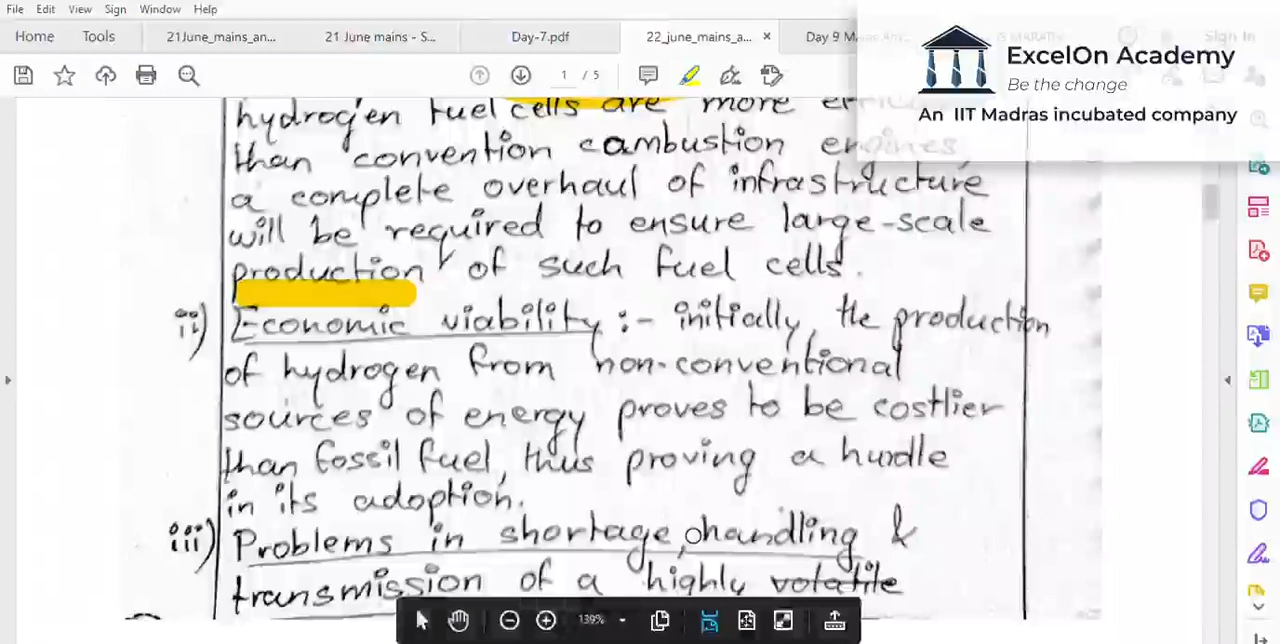 File Edit View Sign Window Help
Home Tools 21June_mains_an... 21 June mains - S... Day-7.pdf 22_june_mains_a... × Day 9
ExcelOn Academy
Be the change
An IIT Madras incubated company
1 / 5
hydrogen fuel cells are more
than convention combustion engines,
a complete overhaul of infrastructure
will be required to ensure large-scale
production of such fuel cells.
ii) Economic viability :- initially, the production
of hydrogen from non-conventional
sources of energy proves to be costlier
than fossil fuel, thus proving a hurdle
in its adoption.
iii) Problems in shortage, handling &
transmission of a highly volatile
139%